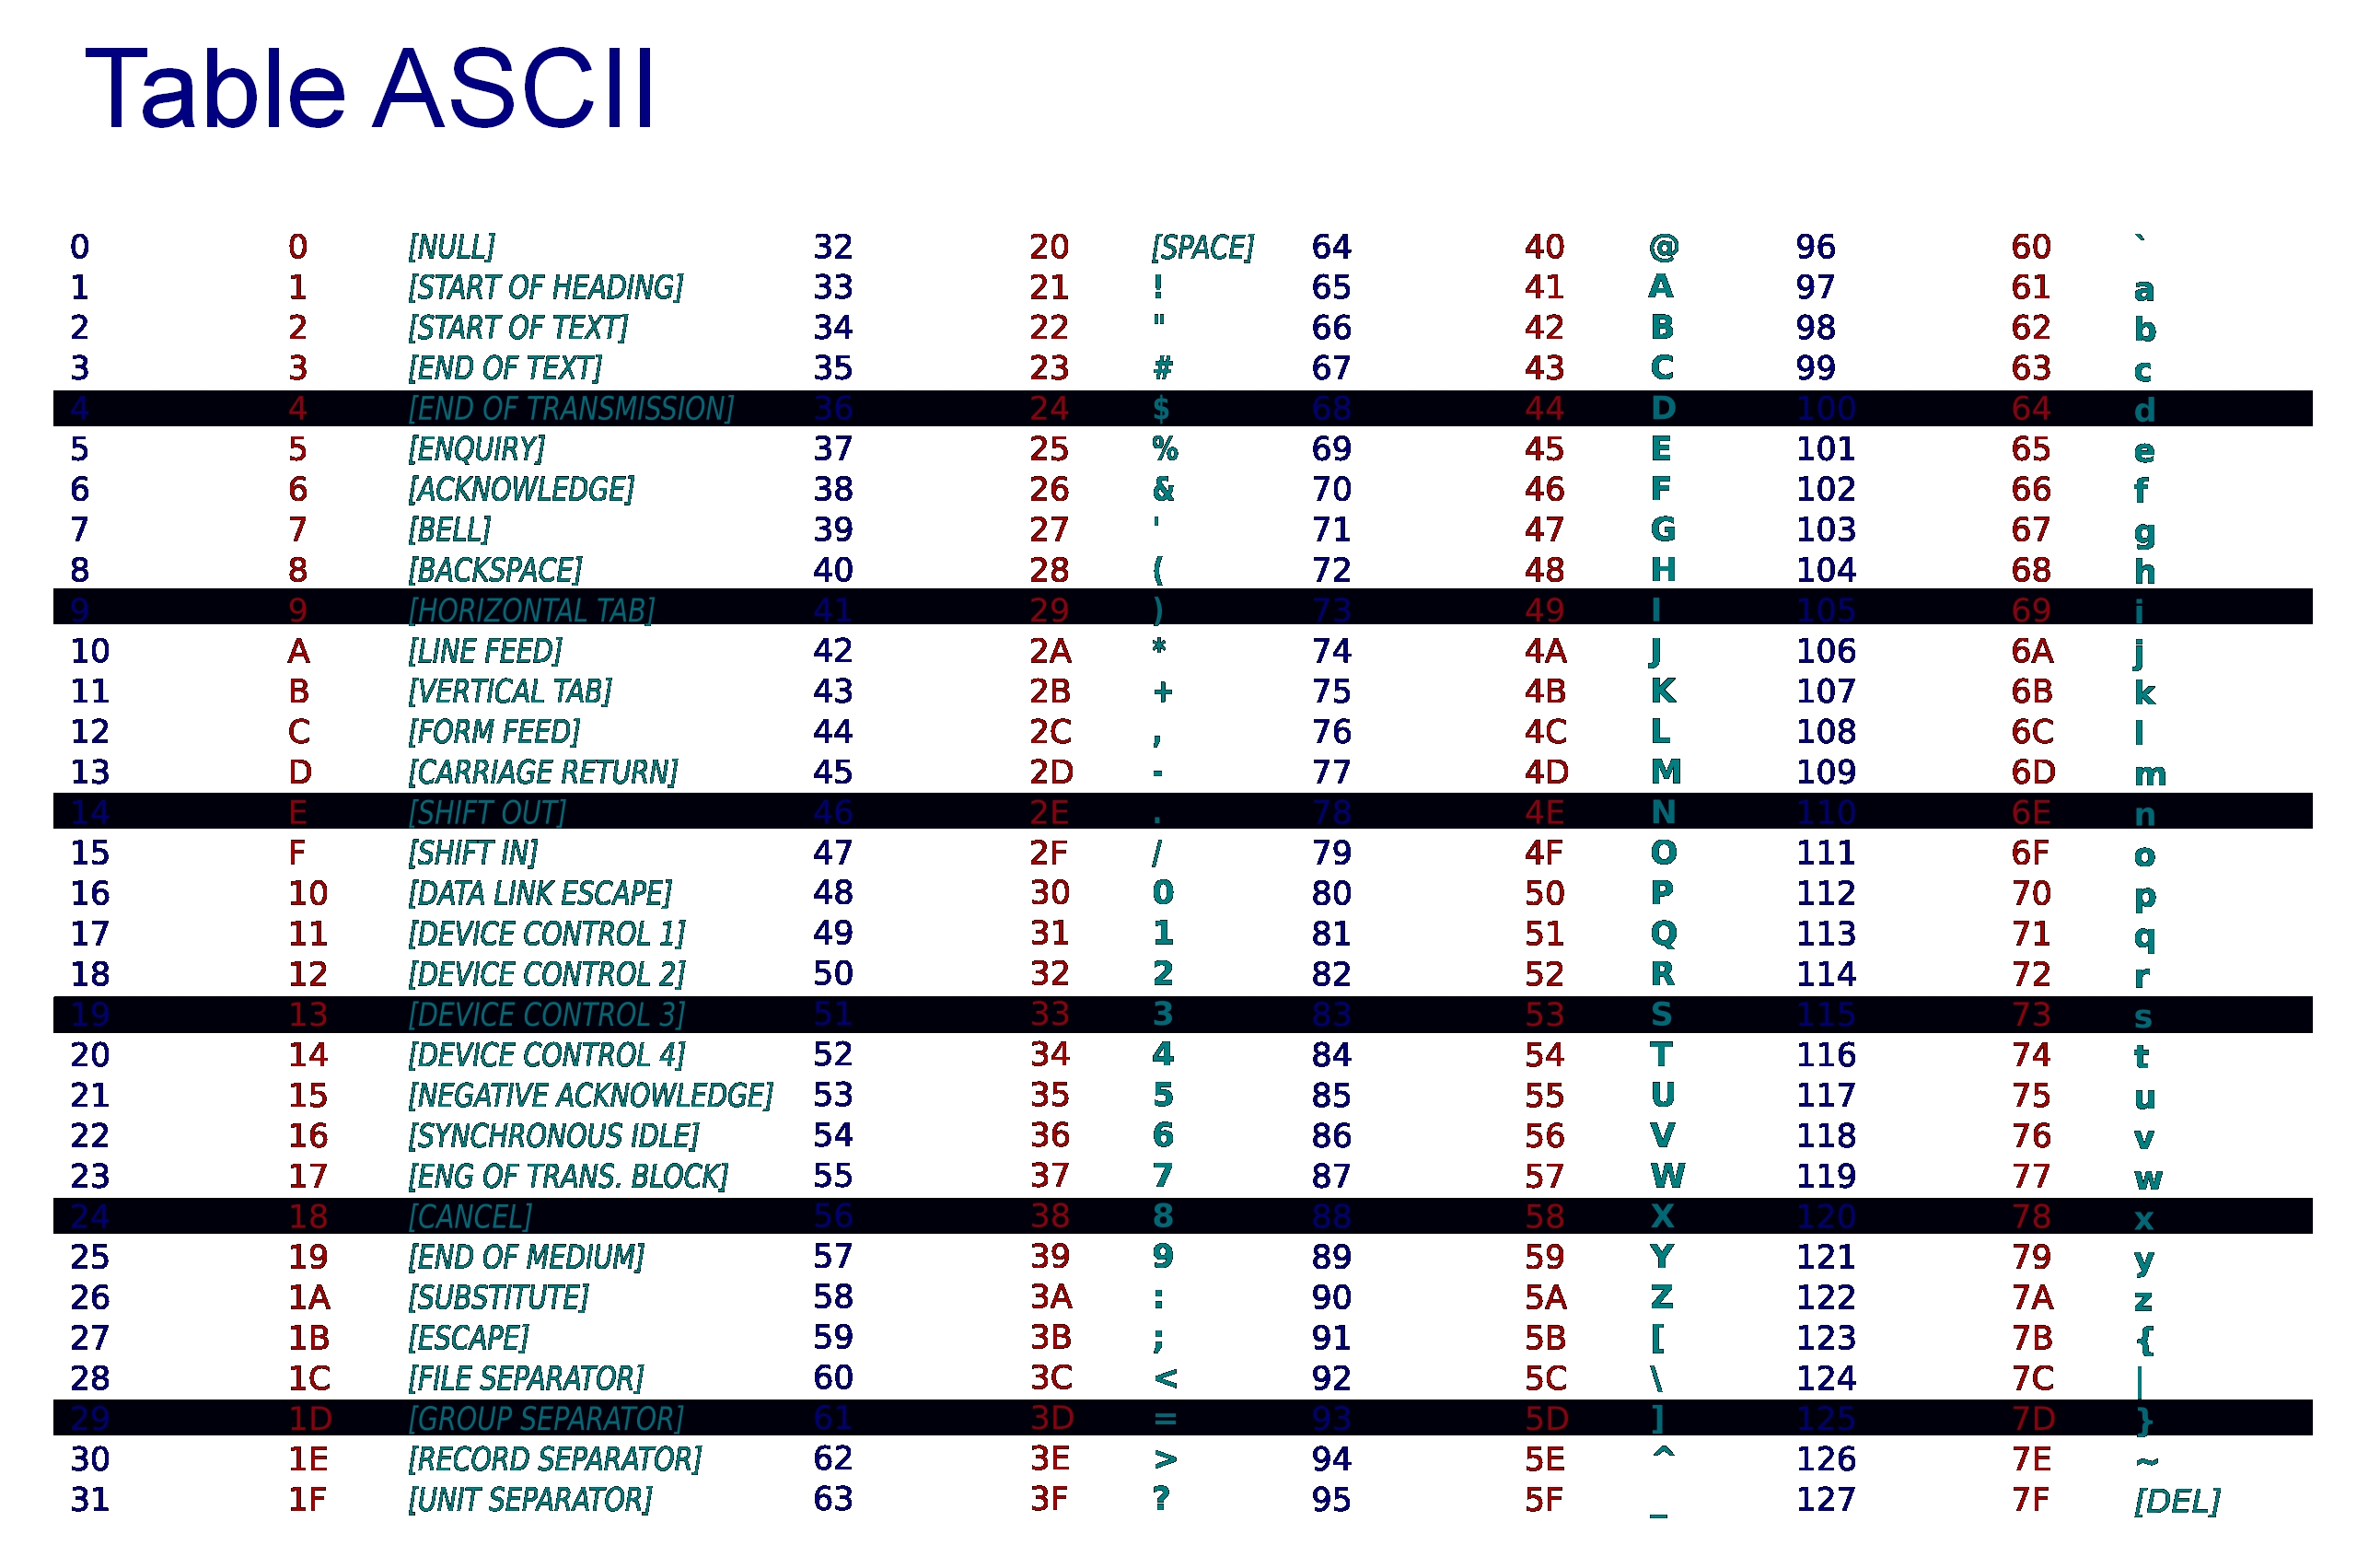 Table ASCII
0 0 [NULL] 32 20 [SPACE] 64 40 @ 96 60 `
1 1 [START OF HEADING] 33 21 ! 65 41 A 97 61 a
2 2 [START OF TEXT] 34 22 " 66 42 B 98 62 b
3 3 [END OF TEXT] 35 23 # 67 43 C 99 63 c
4 4 [END OF TRANSMISSION] 36 24 $ 68 44 D 100 64 d
5 5 [ENQUIRY] 37 25 % 69 45 E 101 65 e
6 6 [ACKNOWLEDGE] 38 26 & 70 46 F 102 66 f
7 7 [BELL] 39 27 ' 71 47 G 103 67 g
8 8 [BACKSPACE] 40 28 ( 72 48 H 104 68 h
9 9 [HORIZONTAL TAB] 41 29 ) 73 49 I 105 69 i
10 A [LINE FEED] 42 2A * 74 4A J 106 6A j
11 B [VERTICAL TAB] 43 2B + 75 4B K 107 6B k
12 C [FORM FEED] 44 2C , 76 4C L 108 6C l
13 D [CARRIAGE RETURN] 45 2D - 77 4D M 109 6D m
14 E [SHIFT OUT] 46 2E . 78 4E N 110 6E n
15 F [SHIFT IN] 47 2F / 79 4F O 111 6F o
16 10 [DATA LINK ESCAPE] 48 30 0 80 50 P 112 70 p
17 11 [DEVICE CONTROL 1] 49 31 1 81 51 Q 113 71 q
18 12 [DEVICE CONTROL 2] 50 32 2 82 52 R 114 72 r
19 13 [DEVICE CONTROL 3] 51 33 3 83 53 S 115 73 s
20 14 [DEVICE CONTROL 4] 52 34 4 84 54 T 116 74 t
21 15 [NEGATIVE ACKNOWLEDGE] 53 35 5 85 55 U 117 75 u
22 16 [SYNCHRONOUS IDLE] 54 36 6 86 56 V 118 76 v
23 17 [ENG OF TRANS. BLOCK] 55 37 7 87 57 W 119 77 w
24 18 [CANCEL] 56 38 8 88 58 X 120 78 x
25 19 [END OF MEDIUM] 57 39 9 89 59 Y 121 79 y
26 1A [SUBSTITUTE] 58 3A : 90 5A Z 122 7A z
27 1B [ESCAPE] 59 3B ; 91 5B [ 123 7B {
28 1C [FILE SEPARATOR] 60 3C < 92 5C \ 124 7C |
29 1D [GROUP SEPARATOR] 61 3D = 93 5D ] 125 7D }
30 1E [RECORD SEPARATOR] 62 3E > 94 5E ^ 126 7E ~
31 1F [UNIT SEPARATOR] 63 3F ? 95 5F _ 127 7F [DEL]